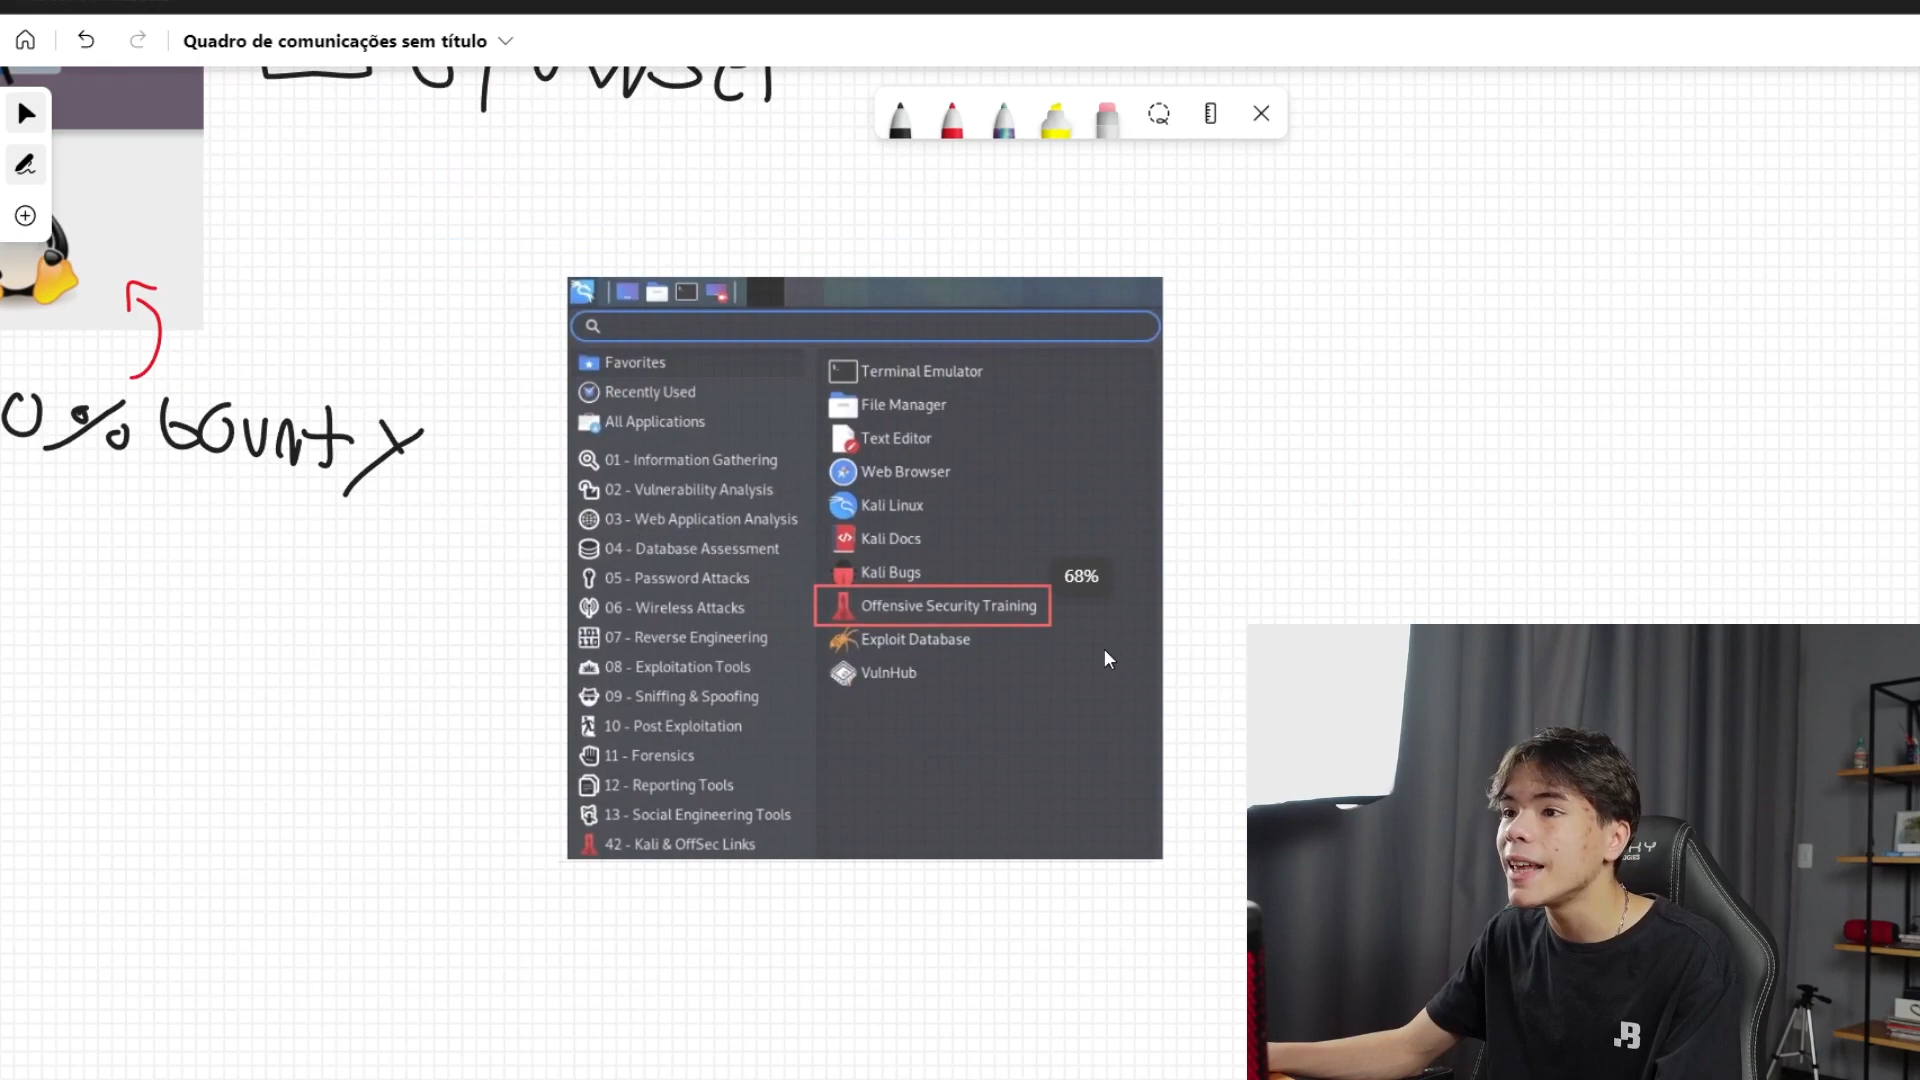 Quadro de comunicações sem título
0% bounty
Favorites
Recently Used
All Applications
01 - Information Gathering
02 - Vulnerability Analysis
03 - Web Application Analysis
04 - Database Assessment
05 - Password Attacks
06 - Wireless Attacks
07 - Reverse Engineering
08 - Exploitation Tools
09 - Sniffing & Spoofing
10 - Post Exploitation
11 - Forensics
12 - Reporting Tools
13 - Social Engineering Tools
42 - Kali & OffSec Links
Terminal Emulator
File Manager
Text Editor
Web Browser
Kali Linux
Kali Docs
Kali Bugs
Offensive Security Training
Exploit Database
VulnHub
68%